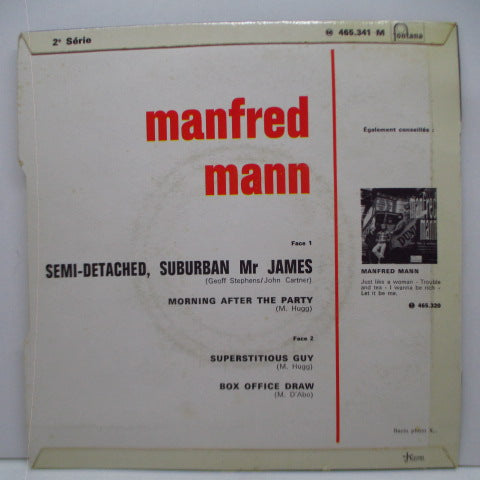 2e Série
465.341 M
Fontana
manfred
mann
Également conseillés :
Face 1
SEMI-DETACHED, SUBURBAN Mr JAMES
(Geoff Stephens/John Cartner)
MORNING AFTER THE PARTY
(M. Hugg)
Face 2
SUPERSTITIOUS GUY
(M. Hugg)
BOX OFFICE DRAW
(M. D'Abo)
MANFRED MANN
Just like a woman - Trouble
and tea - I wanna be rich -
Let it be me.
465.320